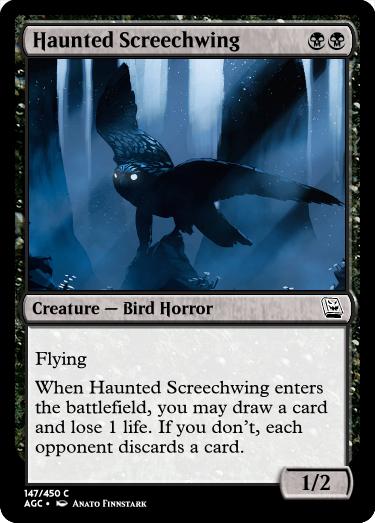 Haunted Screechwing
Creature — Bird Horror
Flying
When Haunted Screechwing enters
the battlefield, you may draw a card
and lose 1 life. If you don't, each
opponent discards a card.
1/2
147/450 C
AGC • Anato Finnstark